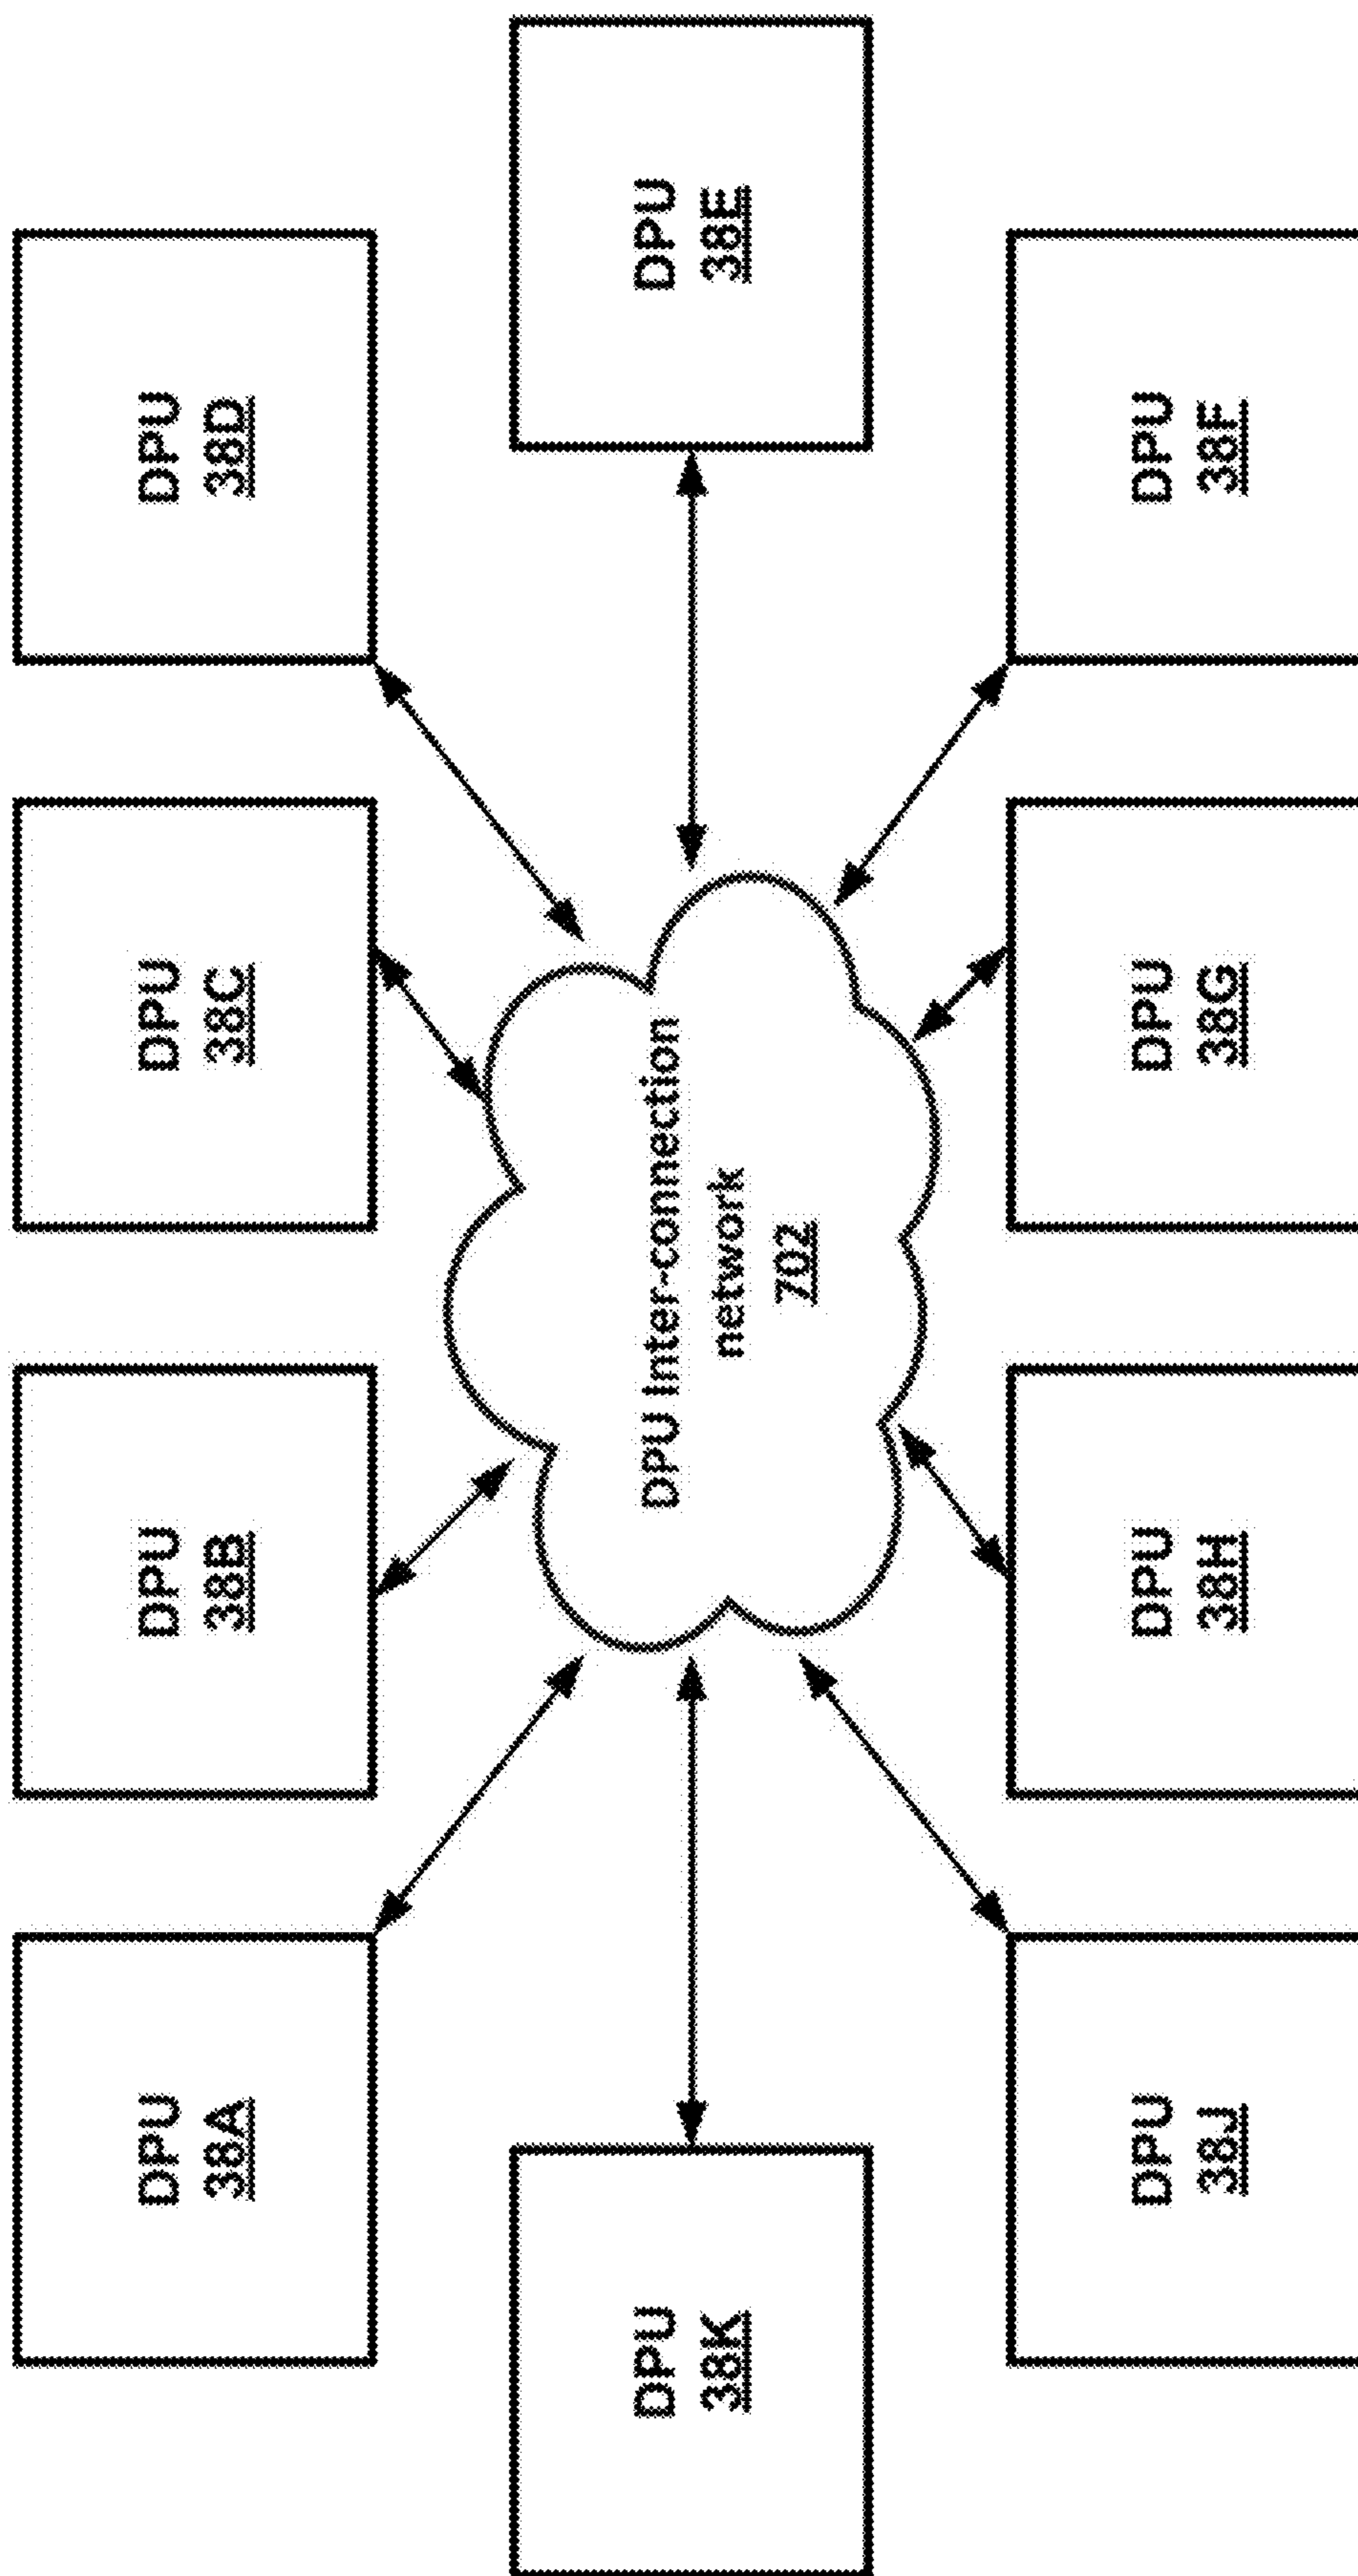 DPU
38A
DPU
38B
DPU
38C
DPU
38D
DPU
38K
DPU Inter-connection
network
702
DPU
38E
DPU
38J
DPU
38H
DPU
38G
DPU
38F